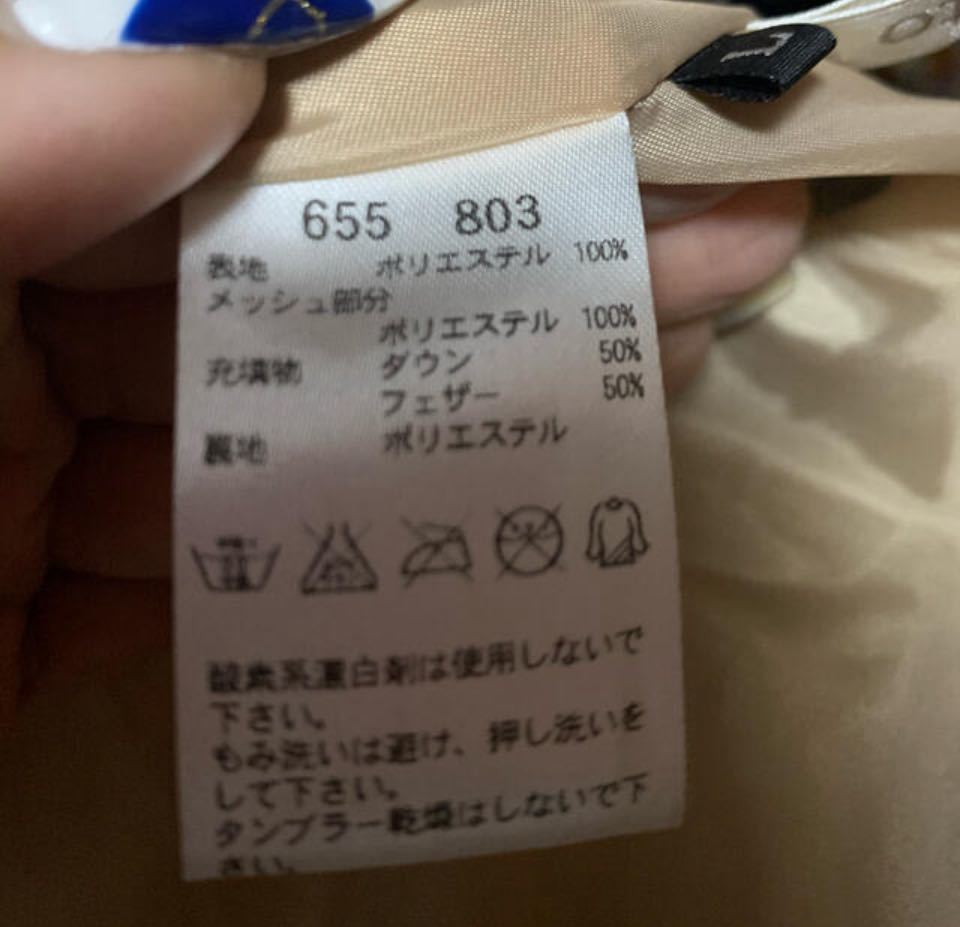 L
655 803
表地 ポリエステル 100%
メッシュ部分
ポリエステル 100%
充填物 ダウン 50%
フェザー 50%
裏地 ポリエステル
酸素系漂白剤は使用しないで
下さい。
もみ洗いは避け、押し洗いを
して下さい。
タンブラー乾燥はしないで下
さい。